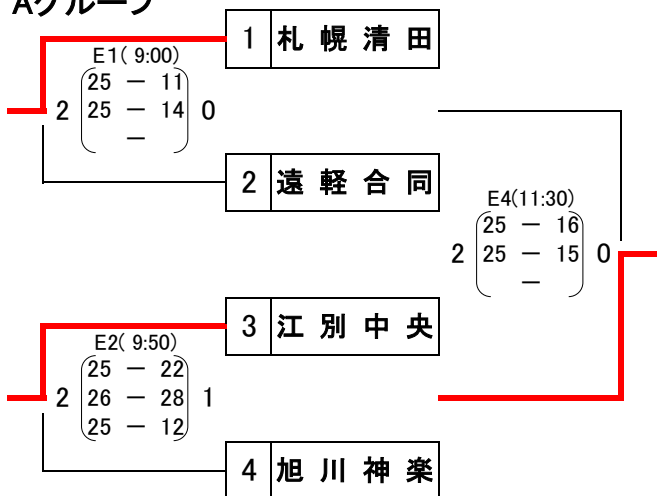 Aグループ
1 札幌清田
E1( 9:00)
25 － 11
2 25 － 14 0
－
2 遠軽合同
E4(11:30)
25 － 16
2 25 － 15 0
－
3 江別中央
E2( 9:50)
25 － 22
2 26 － 28 1
25 － 12
4 旭川神楽